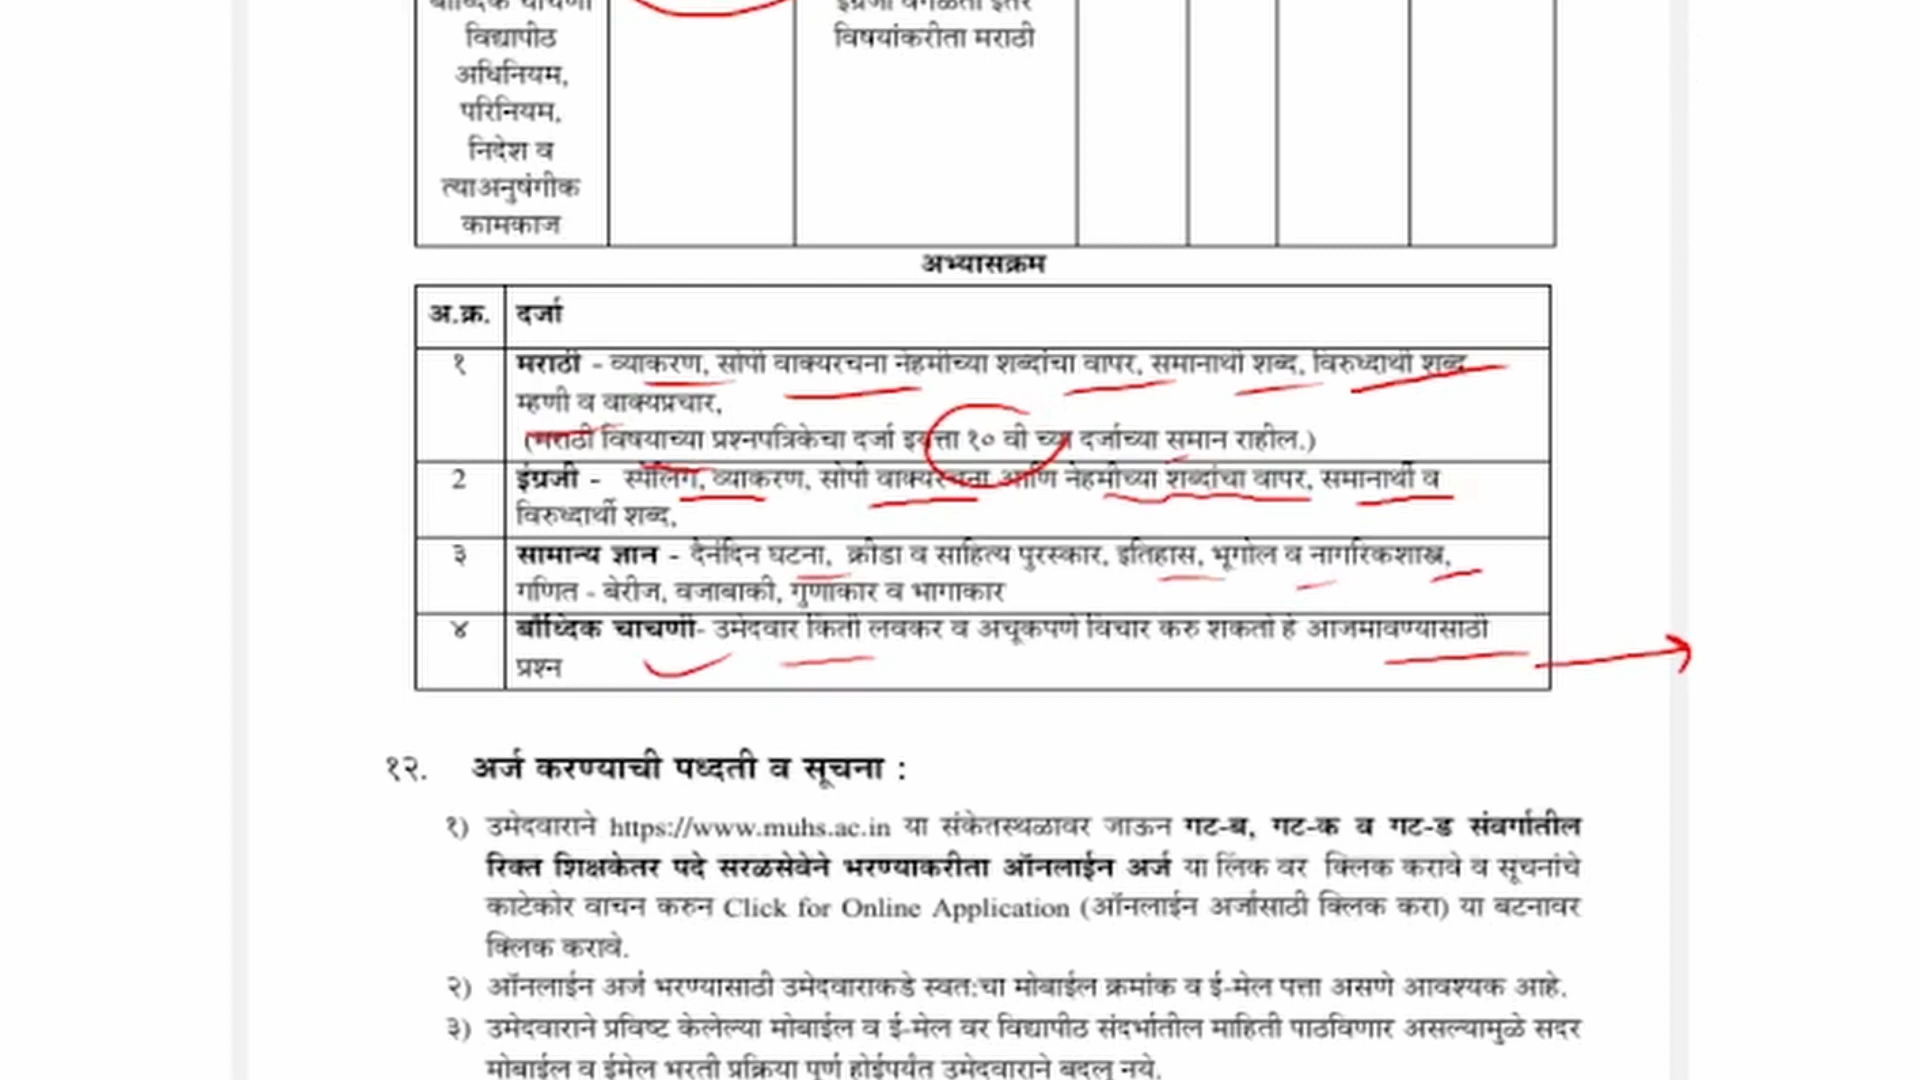 बौध्दिक चाचणी
इंग्रजी वगळता इतर
विद्यापीठ
विषयांकरीता मराठी
अधिनियम,
परिनियम,
निदेश व
त्याअनुषंगीक
कामकाज
अभ्यासक्रम
अ.क्र. दर्जा
१ मराठी - व्याकरण, सोपी वाक्यरचना नेहमीच्या शब्दांचा वापर, समानार्थी शब्द, विरुध्दार्थी शब्द
म्हणी व वाक्यप्रचार,
(मराठी विषयाच्या प्रश्नपत्रिकेचा दर्जा इयत्ता १० वी च्या दर्जाच्या समान राहील.)
2 इंग्रजी - स्पेलिंग, व्याकरण, सोपी वाक्यरचना आणि नेहमीच्या शब्दांचा वापर, समानार्थी व
विरुध्दार्थी शब्द,
३ सामान्य ज्ञान - दैनंदिन घटना, क्रीडा व साहित्य पुरस्कार, इतिहास, भूगोल व नागरिकशास्त्र,
गणित - बेरीज, वजाबाकी, गुणाकार व भागाकार
४ बौध्दिक चाचणी- उमेदवार किती लवकर व अचूकपणे विचार करु शकतो हे आजमावण्यासाठी
प्रश्न
१२. अर्ज करण्याची पध्दती व सूचना :
१) उमेदवाराने https://www.muhs.ac.in या संकेतस्थळावर जाऊन गट-ब, गट-क व गट-ड संवर्गातील
रिक्त शिक्षकेतर पदे सरळसेवेने भरण्याकरीता ऑनलाईन अर्ज या लिंक वर क्लिक करावे व सूचनांचे
काटेकोर वाचन करुन Click for Online Application (ऑनलाईन अर्जासाठी क्लिक करा) या बटनावर
क्लिक करावे.
२) ऑनलाईन अर्ज भरण्यासाठी उमेदवाराकडे स्वत:चा मोबाईल क्रमांक व ई-मेल पत्ता असणे आवश्यक आहे.
३) उमेदवाराने प्रविष्ट केलेल्या मोबाईल व ई-मेल वर विद्यापीठ संदर्भातील माहिती पाठविणार असल्यामुळे सदर
मोबाईल व ईमेल भरती प्रक्रिया पूर्ण होईपर्यंत उमेदवाराने बदलू नये.